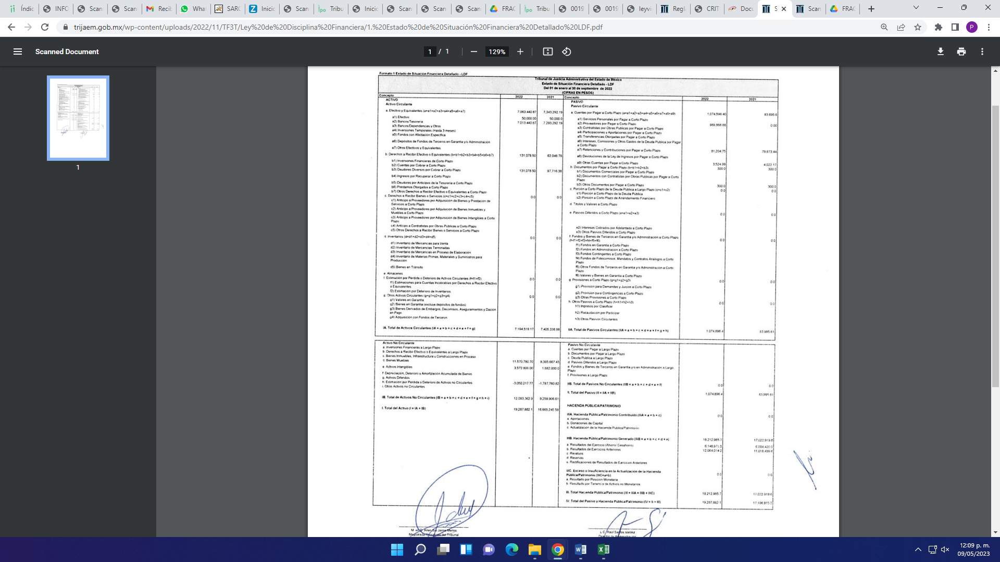 Índic
INFO
Scan
Scan
Recib
What
SARC
Inicio
Scan
Tribu
Inicio
Scan
Scan
Scan
FRAC
Tribu
0019
0019
leyvi
Regla
CRIT
Docu
S
Scan
FRAC
trijaem.gob.mx/wp-content/uploads/2022/11/TF3T/Ley%20de%20Disciplina%20Financiera/1.%20Estado%20de%20Situación%20Financiera%20Detallado%20LDF.pdf
P
Scanned Document
1 / 1
129%
1
Formato 1 Estado de Situación Financiera Detallado - LDF
Tribunal de Justicia Administrativa del Estado de México
Estado de Situación Financiera Detallado - LDF
Del 01 de enero al 30 de septiembre de 2022
(CIFRAS EN PESOS)
Concepto 2022 2021 Concepto 2022 2021
ACTIVO
Activo Circulante
a. Efectivo y Equivalentes (a=a1+a2+a3+a4+a5+a6+a7) 7,063,440.67 7,343,292.19
a1) Efectivo 50,000.00 50,000.0
a2) Bancos/Tesorería 7,013,440.67 7,293,292.19
a3) Bancos/Dependencias y Otros
a4) Inversiones Temporales (Hasta 3 meses)
a5) Fondos con Afectación Específica
a6) Depósitos de Fondos de Terceros en Garantía y/o Administración
a7) Otros Efectivos y Equivalentes
b. Derechos a Recibir Efectivo o Equivalentes (b=b1+b2+b3+b4+b5+b6+b7) 131,078.50 62,046.79
b1) Inversiones Financieras de Corto Plazo
b2) Cuentas por Cobrar a Corto Plazo
b3) Deudores Diversos por Cobrar a Corto Plazo 131,078.50 97,716.38
b4) Ingresos por Recuperar a Corto Plazo
b5) Deudores por Anticipos de la Tesorería a Corto Plazo
b6) Préstamos Otorgados a Corto Plazo
b7) Otros Derechos a Recibir Efectivo o Equivalentes a Corto Plazo
c. Derechos a Recibir Bienes o Servicios (c=c1+c2+c3+c4+c5) 0.0 0.0
c1) Anticipo a Proveedores por Adquisición de Bienes y Prestación de
Servicios a Corto Plazo
c2) Anticipo a Proveedores por Adquisición de Bienes Inmuebles y
Muebles a Corto Plazo
c3) Anticipo a Proveedores por Adquisición de Bienes Intangibles a Corto
Plazo
c4) Anticipo a Contratistas por Obras Públicas a Corto Plazo
c5) Otros Derechos a Recibir Bienes o Servicios a Corto Plazo
d. Inventarios (d=d1+d2+d3+d4+d5) 0.0 0.0
d1) Inventario de Mercancías para Venta
d2) Inventario de Mercancías Terminadas
d3) Inventario de Mercancías en Proceso de Elaboración
d4) Inventario de Materias Primas, Materiales y Suministros para
Producción
d5) Bienes en Tránsito
e. Almacenes
f. Estimación por Pérdida o Deterioro de Activos Circulantes (f=f1+f2) 0.0 0.0
f1) Estimaciones para Cuentas Incobrables por Derechos a Recibir Efectivo
o Equivalentes
f2) Estimación por Deterioro de Inventarios
g. Otros Activos Circulantes (g=g1+g2+g3+g4) 0.0 0.0
g1) Valores en Garantía
g2) Bienes en Garantía (excluye depósitos de fondos)
g3) Bienes Derivados de Embargos, Decomisos, Aseguramientos y Dación
en Pago
g4) Adquisición con Fondos de Terceros
IA. Total de Activos Circulantes (IA = a + b + c + d + e + f + g) 7,194,519.17 7,405,338.98
PASIVO
Pasivo Circulante
a. Cuentas por Pagar a Corto Plazo (a=a1+a2+a3+a4+a5+a6+a7+a8+a9) 1,074,596.40 83,695.6
a1) Servicios Personales por Pagar a Corto Plazo
a2) Proveedores por Pagar a Corto Plazo 989,866.66 0.00
a3) Contratistas por Obras Públicas por Pagar a Corto Plazo
a4) Participaciones y Aportaciones por Pagar a Corto Plazo
a5) Transferencias Otorgadas por Pagar a Corto Plazo
a6) Intereses, Comisiones y Otros Gastos de la Deuda Pública por Pagar
a Corto Plazo
a7) Retenciones y Contribuciones por Pagar a Corto Plazo 81,204.75 79,673.44
a8) Devoluciones de la Ley de Ingresos por Pagar a Corto Plazo
a9) Otras Cuentas por Pagar a Corto Plazo 3,524.99 4,022.17
b. Documentos por Pagar a Corto Plazo (b=b1+b2+b3) 300.0 300.0
b1) Documentos Comerciales por Pagar a Corto Plazo
b2) Documentos con Contratistas por Obras Públicas por Pagar a Corto
Plazo
b3) Otros Documentos por Pagar a Corto Plazo 300.0 300.0
c. Porción a Corto Plazo de la Deuda Pública a Largo Plazo (c=c1+c2) 0.0 0.0
c1) Porción a Corto Plazo de la Deuda Pública
c2) Porción a Corto Plazo de Arrendamiento Financiero
d. Títulos y Valores a Corto Plazo
e. Pasivos Diferidos a Corto Plazo (e=e1+e2+e3) 0.0 0.0
e2) Intereses Cobrados por Adelantado a Corto Plazo
e3) Otros Pasivos Diferidos a Corto Plazo
f. Fondos y Bienes de Terceros en Garantía y/o Administración a Corto Plazo
(f=f1+f2+f3+f4+f5+f6) 0.0 0.0
f1) Fondos en Garantía a Corto Plazo
f2) Fondos en Administración a Corto Plazo
f3) Fondos Contingentes a Corto Plazo
f4) Fondos de Fideicomisos, Mandatos y Contratos Análogos a Corto
Plazo
f5) Otros Fondos de Terceros en Garantía y/o Administración a Corto
Plazo
f6) Valores y Bienes en Garantía a Corto Plazo
g. Provisiones a Corto Plazo (g=g1+g2+g3) 0.0 0.0
g1) Provisión para Demandas y Juicios a Corto Plazo
g2) Provisión para Contingencias a Corto Plazo
g3) Otras Provisiones a Corto Plazo
h. Otros Pasivos a Corto Plazo (h=h1+h2+h3) 0.0 0.0
h1) Ingresos por Clasificar
h2) Recaudación por Participar
h3) Otros Pasivos Circulantes
IIA. Total de Pasivos Circulantes (IIA = a + b + c + d + e + f + g + h) 1,074,896.4 83,995.61
Activo No Circulante
a. Inversiones Financieras a Largo Plazo
b. Derechos a Recibir Efectivo o Equivalentes a Largo Plazo
c. Bienes Inmuebles, Infraestructura y Construcciones en Proceso
d. Bienes Muebles 11,570,780.70 9,365,667.43
e. Activos Intangibles 3,572,800.00 1,682,000.0
f. Depreciación, Deterioro y Amortización Acumulada de Bienes
g. Activos Diferidos
h. Estimación por Pérdida o Deterioro de Activos no Circulantes -3,050,217.77 -1,787,760.82
i. Otros Activos no Circulantes
IB. Total de Activos No Circulantes (IB = a + b + c + d + e + f + g + h + i) 12,093,362.9 9,259,906.61
I. Total del Activo (I = IA + IB) 19,287,882.1 16,665,245.59
Pasivo No Circulante
a. Cuentas por Pagar a Largo Plazo
b. Documentos por Pagar a Largo Plazo
c. Deuda Pública a Largo Plazo
d. Pasivos Diferidos a Largo Plazo
e. Fondos y Bienes de Terceros en Garantía y/o en Administración a Largo
Plazo
f. Provisiones a Largo Plazo
IIB. Total de Pasivos No Circulantes (IIB = a + b + c + d + e + f) 0.0 0.0
II. Total del Pasivo (II = IIA + IIB) 1,074,896.4 83,995.61
HACIENDA PÚBLICA/PATRIMONIO
IIIA. Hacienda Pública/Patrimonio Contribuido (IIIA = a + b + c) 0.0 0.0
a. Aportaciones
b. Donaciones de Capital
c. Actualización de la Hacienda Pública/Patrimonio
IIIB. Hacienda Pública/Patrimonio Generado (IIIB = a + b + c + d + e) 18,212,985.7 17,022,919.6
a. Resultados del Ejercicio (Ahorro/ Desahorro) 6,148,971.5 6,004,420.0
b. Resultados de Ejercicios Anteriores 12,064,014.2 11,018,499.6
c. Revalúos
d. Reservas
e. Rectificaciones de Resultados de Ejercicios Anteriores
IIIC. Exceso o Insuficiencia en la Actualización de la Hacienda
Pública/Patrimonio (IIIC=a+b) 0.0 0.0
a. Resultado por Posición Monetaria
b. Resultado por Tenencia de Activos no Monetarios
III. Total Hacienda Pública/Patrimonio (III = IIIA + IIIB + IIIC) 18,212,985.7 17,022,919.6
IV. Total del Pasivo y Hacienda Pública/Patrimonio (IV = II + III) 19,287,882.1 17,106,915.2
Jaime Merlos
Magistrada Presidenta del Tribunal
L.C. Raúl Santos Valdez
Director de Administración
12:09 p. m.
09/05/2023